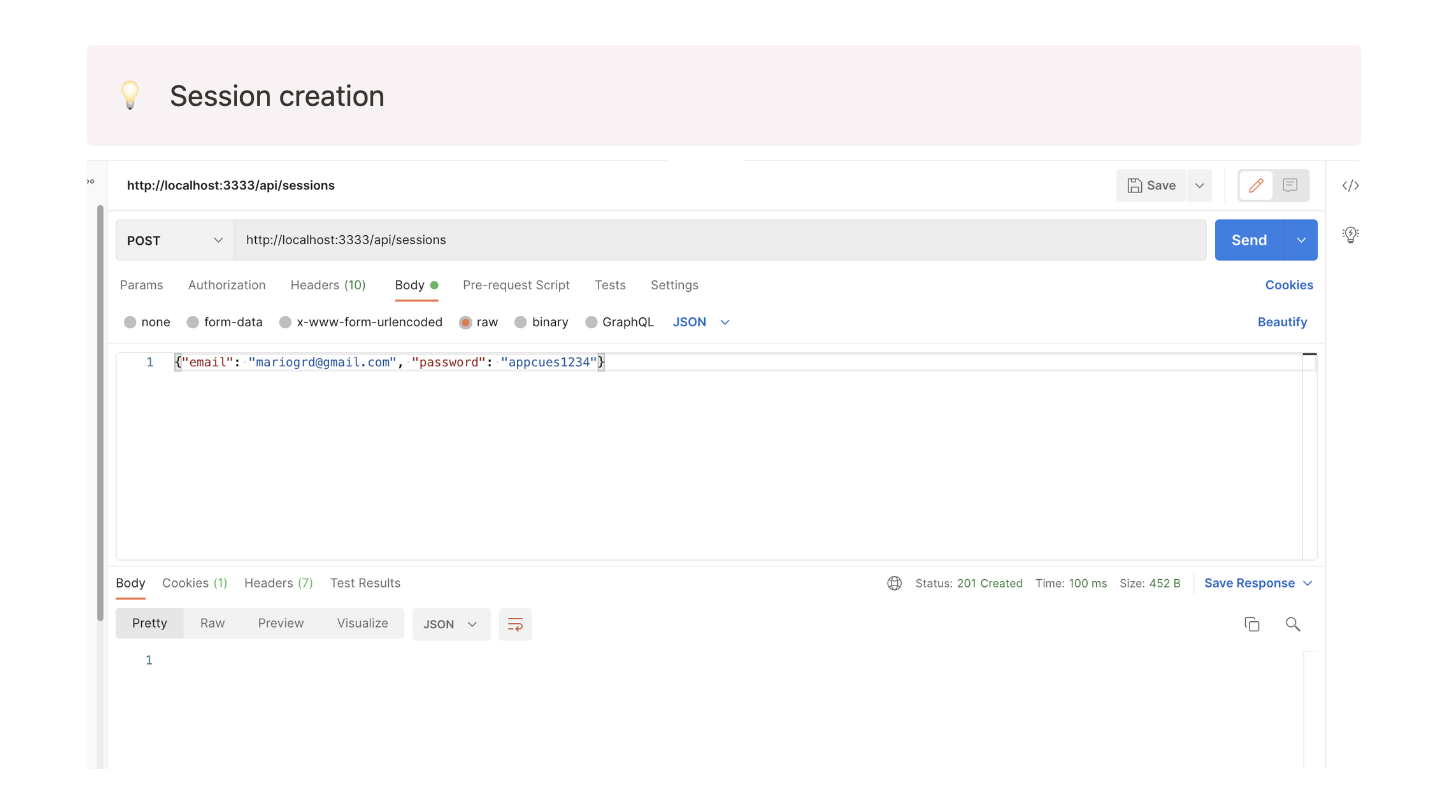 Session creation
http://localhost:3333/api/sessions
Save
POST
http://localhost:3333/api/sessions
Send
Params Authorization Headers (10) Body Pre-request Script Tests Settings Cookies
none form-data x-www-form-urlencoded raw binary GraphQL JSON Beautify
1 {"email": "mariogrd@gmail.com", "password": "appcues1234"}
Body Cookies (1) Headers (7) Test Results Status: 201 Created Time: 100 ms Size: 452 B Save Response
Pretty Raw Preview Visualize JSON
1